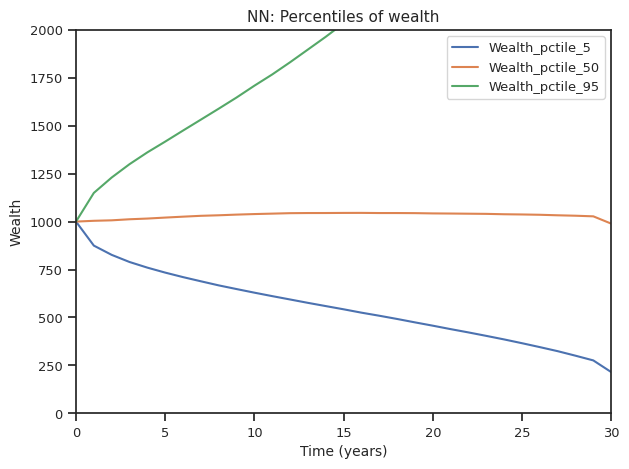 NN: Percentiles of wealth
Wealth_pctile_5
Wealth_pctile_50
Wealth_pctile_95
Wealth
2000
1750
1500
1250
1000
750
500
250
0
0 5 10 15 20 25 30
Time (years)